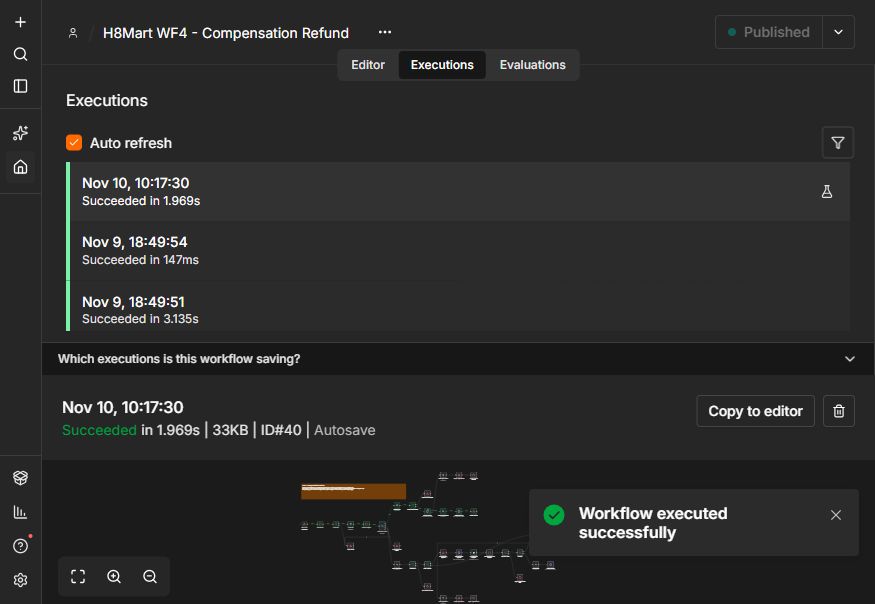 H8Mart WF4 - Compensation Refund
Published
Editor
Executions
Evaluations
Executions
Auto refresh
Nov 10, 10:17:30
Succeeded in 1.969s
Nov 9, 18:49:54
Succeeded in 147ms
Nov 9, 18:49:51
Succeeded in 3.135s
Which executions is this workflow saving?
Nov 10, 10:17:30
Succeeded in 1.969s | 33KB | ID#40 | Autosave
Copy to editor
Workflow executed
successfully